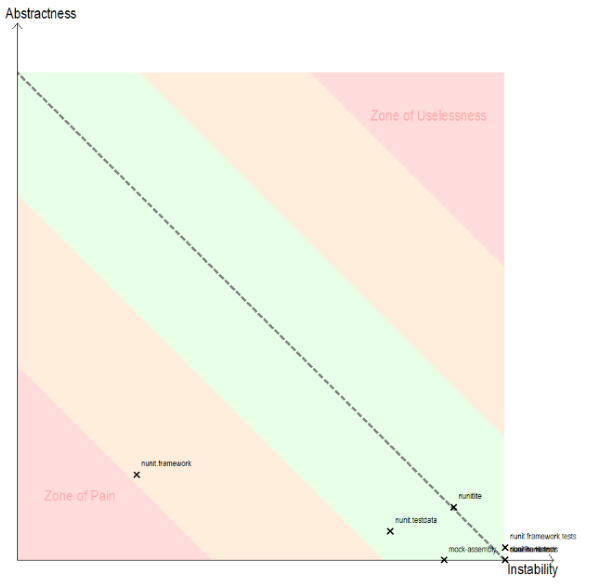 Abstractness
Zone of Uselessness
nunit.framework
Zone of Pain
nunitlite
nunit.testdata
nunit.framework.tests
mock-assembly
Instability